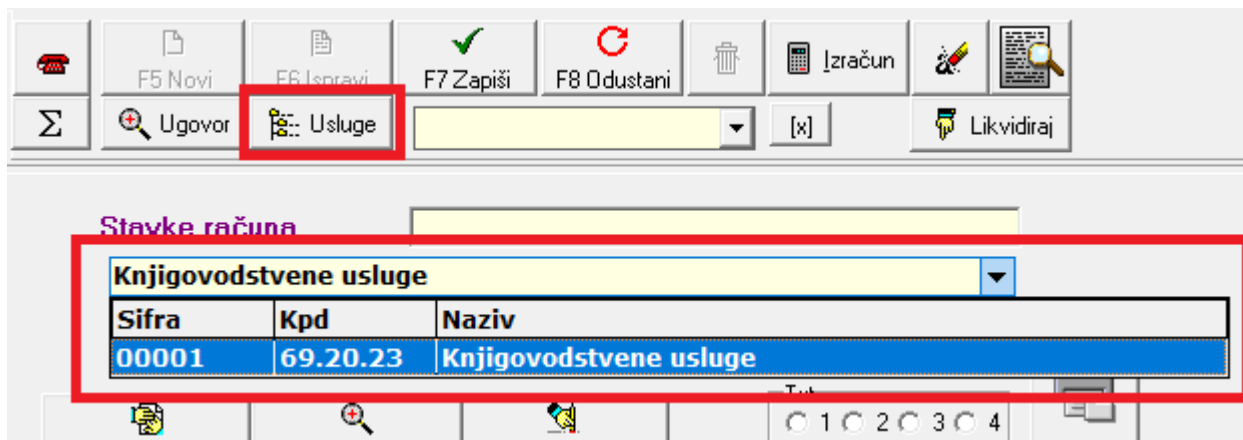 F5 Novi F6 Ispravi F7 Zapiši F8 Odustani Izračun
Σ Ugovor Usluge [x] Likvidiraj
Stavke računa
Knjigovodstvene usluge
Sifra Kpd Naziv
00001 69.20.23 Knjigovodstvene usluge
1 2 3 4